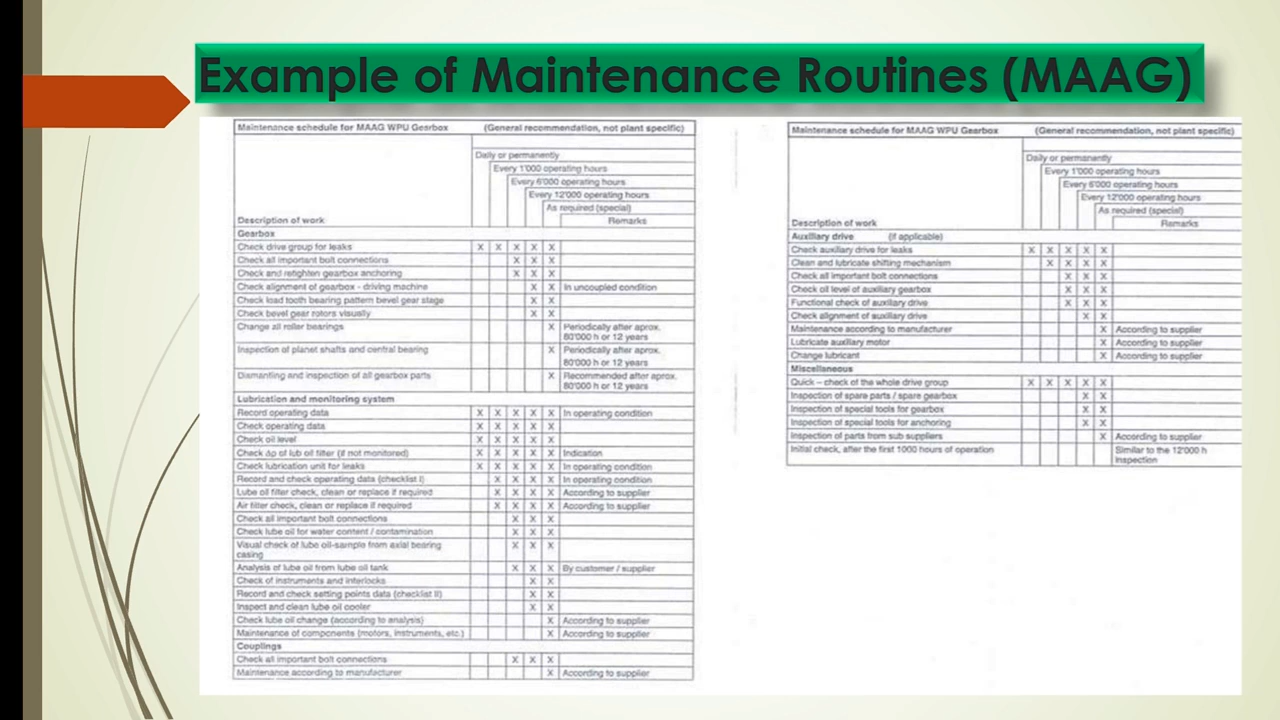 Example of Maintenance Routines (MAAG)
Maintenance schedule for MAAG WPU Gearbox (General recommendation, not plant specific)
Daily or permanently
Every 1'000 operating hours
Every 6'000 operating hours
Every 12'000 operating hours
As required (special)
Description of work Remarks
Gearbox
Check drive group for leaks X X X X X
Check all important bolt connections X X X
Check and retighten gearbox anchoring X X X
Check alignment of gearbox - driving machine X X In uncoupled condition
Check load tooth bearing pattern bevel gear stage X X
Check bevel gear rotors visually X X
Change all roller bearings X Periodically after aprox.
80'000 h or 12 years
Inspection of planet shafts and central bearing X Periodically after aprox.
80'000 h or 12 years
Dismantling and inspection of all gearbox parts X Recommended after aprox.
80'000 h or 12 years
Lubrication and monitoring system
Record operating data X X X X X In operating condition
Check operating data X X X X X
Check oil level X X X X X
Check Δp of lub oil filter (if not monitored) X X X X X Indication
Check lubrication unit for leaks X X X X X In operating condition
Record and check operating data (checklist I) X X X X In operating condition
Lube oil filter check, clean or replace if required X X X X According to supplier
Air filter check, clean or replace if required X X X X According to supplier
Check all important bolt connections X X X
Check lube oil for water content / contamination X X X
Visual check of lube oil-sample from axial bearing X X X
casing
Analysis of lube oil from lube oil tank X X X By customer / supplier
Check of instruments and interlocks X X
Record and check setting points data (checklist II) X X
Inspect and clean lube oil cooler X X
Check lube oil change (according to analysis) X According to supplier
Maintenance of components (motors, instruments, etc.) X According to supplier
Couplings
Check all important bolt connections X X X
Maintenance according to manufacturer X According to supplier
Maintenance schedule for MAAG WPU Gearbox (General recommendation, not plant specific)
Daily or permanently
Every 1'000 operating hours
Every 6'000 operating hours
Every 12'000 operating hours
As required (special)
Description of work Remarks
Auxiliary drive (if applicable)
Check auxiliary drive for leaks X X X X X
Clean and lubricate shifting mechanism X X X X
Check all important bolt connections X X X
Check oil level of auxiliary gearbox X X X
Functional check of auxiliary drive X X X
Check alignment of auxiliary drive X X
Maintenance according to manufacturer X According to supplier
Lubricate auxiliary motor X According to supplier
Change lubricant X According to supplier
Miscellaneous
Quick – check of the whole drive group X X X X X
Inspection of spare parts / spare gearbox X X
Inspection of special tools for gearbox X X
Inspection of special tools for anchoring X X
Inspection of parts from sub suppliers X According to supplier
Initial check, after the first 1000 hours of operation Similar to the 12'000 h
inspection